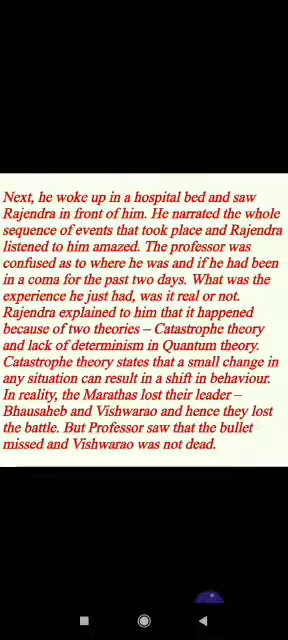 Next, he woke up in a hospital bed and saw
Rajendra in front of him. He narrated the whole
sequence of events that took place and Rajendra
listened to him amazed. The professor was
confused as to where he was and if he had been
in a coma for the past two days. What was the
experience he just had, was it real or not.
Rajendra explained to him that it happened
because of two theories – Catastrophe theory
and lack of determinism in Quantum theory.
Catastrophe theory states that a small change in
any situation can result in a shift in behaviour.
In reality, the Marathas lost their leader –
Bhausaheb and Vishwarao and hence they lost
the battle. But Professor saw that the bullet
missed and Vishwarao was not dead.